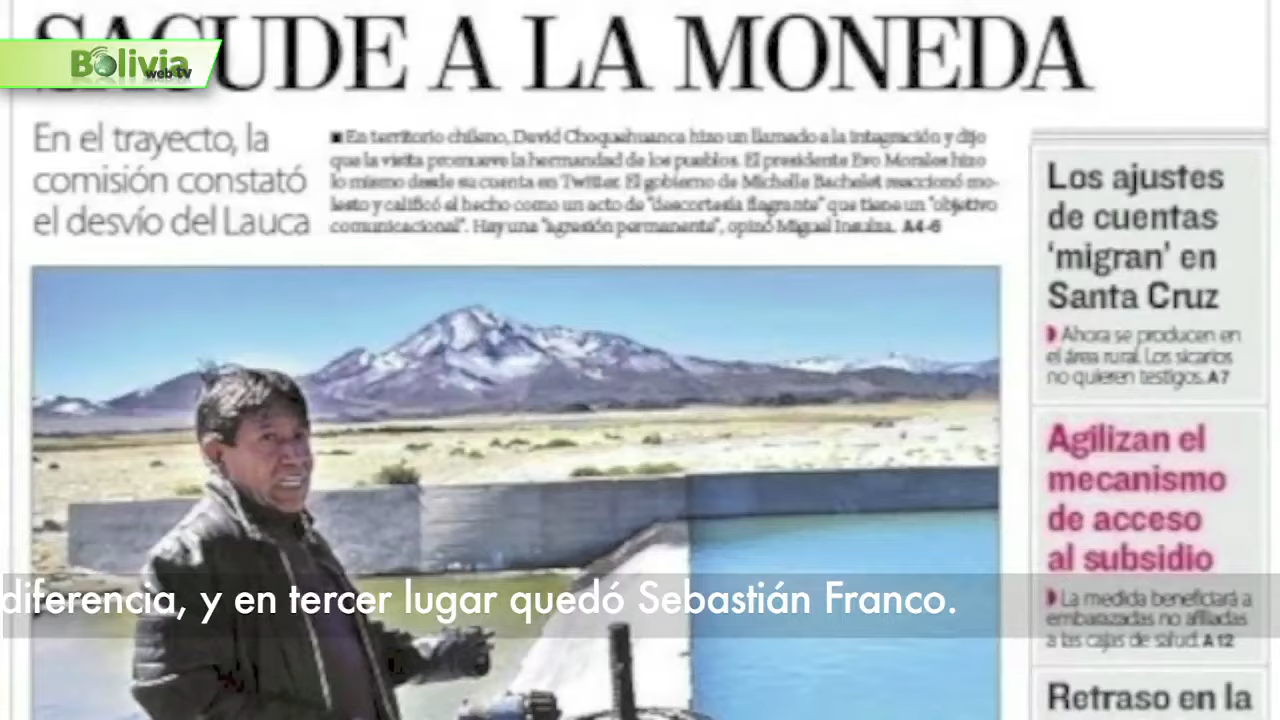 SACUDE A LA MONEDA
Bolivia
web tv
En el trayecto, la
comisión constató
el desvío del Lauca
■ En territorio chileno, David Choquehuanca hizo un llamado a la integración y dijo
que la visita promueve la hermandad de los pueblos. El presidente Evo Morales hizo
lo mismo desde su cuenta en Twitter. El gobierno de Michelle Bachelet reaccionó mo-
lesto y calificó el hecho como un acto de "descortesía flagrante" que tiene un "objetivo
comunicacional". Hay una "agresión permanente", opinó Miguel Insulza. A4-6
Los ajustes
de cuentas
'migran' en
Santa Cruz
Ahora se producen en
el área rural. Los sicarios
no quieren testigos. A7
Agilizan el
mecanismo
de acceso
al subsidio
La medida beneficiará a
embarazadas no afiliadas
a las cajas de salud. A12
Retraso en la
diferencia, y en tercer lugar quedó Sebastián Franco.